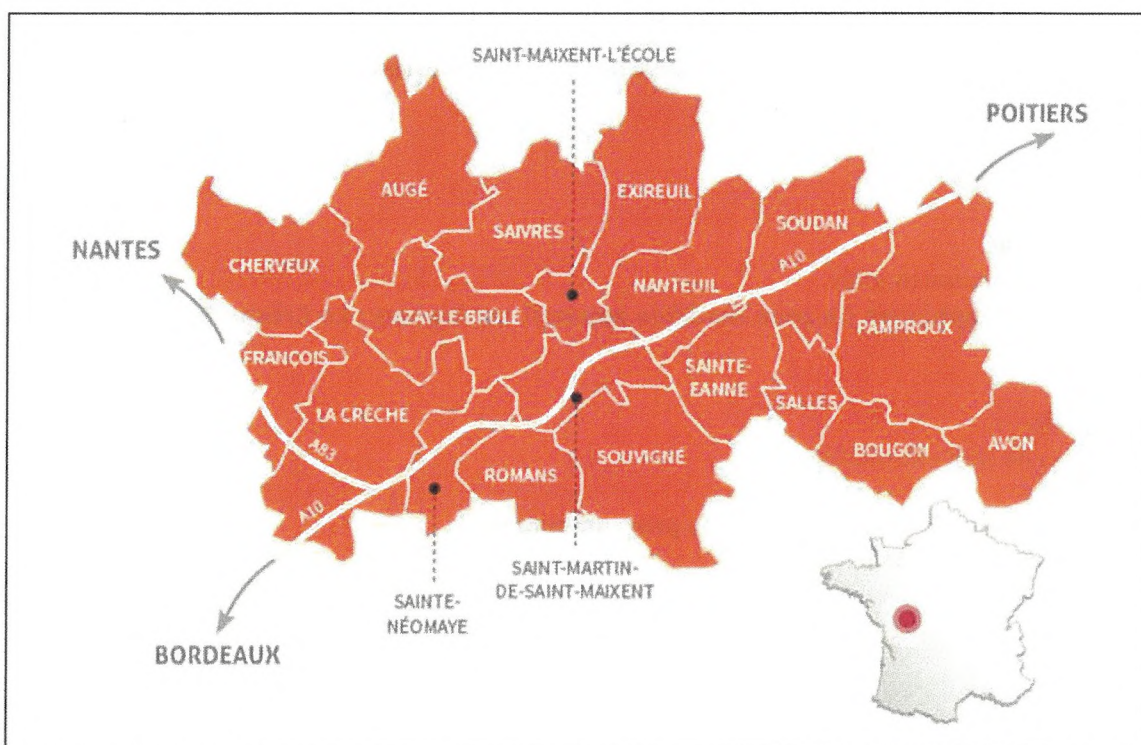 SAINT-MAIXENT-L'ÉCOLE
POITIERS
EXIREUIL
AUGÉ
SOUDAN
SAIVRES
NANTES
CHERVEUX
A10
NANTEUIL
AZAY-LE-BRÛLÉ
PAMPROUX
FRANÇOIS
SAINTE-
EANNE
SALLES
LA CRÈCHE
AVON
BOUGON
A83
SOUVIGNÉ
ROMANS
A10
SAINT-MARTIN-
DE-SAINT-MAIXENT
SAINTE-
NÉOMAYE
BORDEAUX